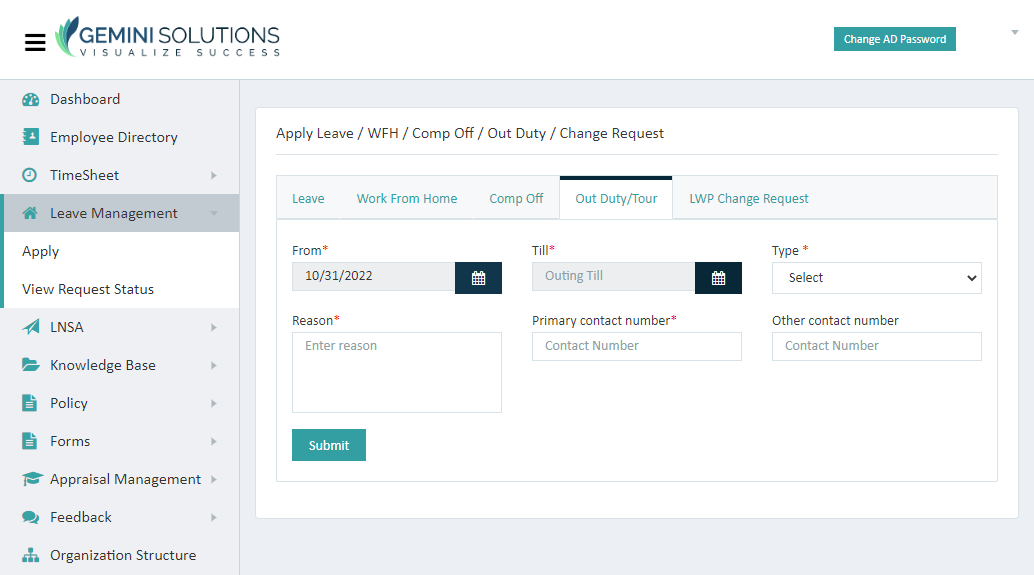 GEMINI SOLUTIONS
VISUALIZE SUCCESS
Change AD Password
Dashboard
Employee Directory
TimeSheet
Leave Management
Apply
View Request Status
LNSA
Knowledge Base
Policy
Forms
Appraisal Management
Feedback
Organization Structure
Apply Leave / WFH / Comp Off / Out Duty / Change Request
Leave Work From Home Comp Off Out Duty/Tour LWP Change Request
From* Till* Type *
10/31/2022 Outing Till Select
Reason* Primary contact number* Other contact number
Enter reason Contact Number Contact Number
Submit